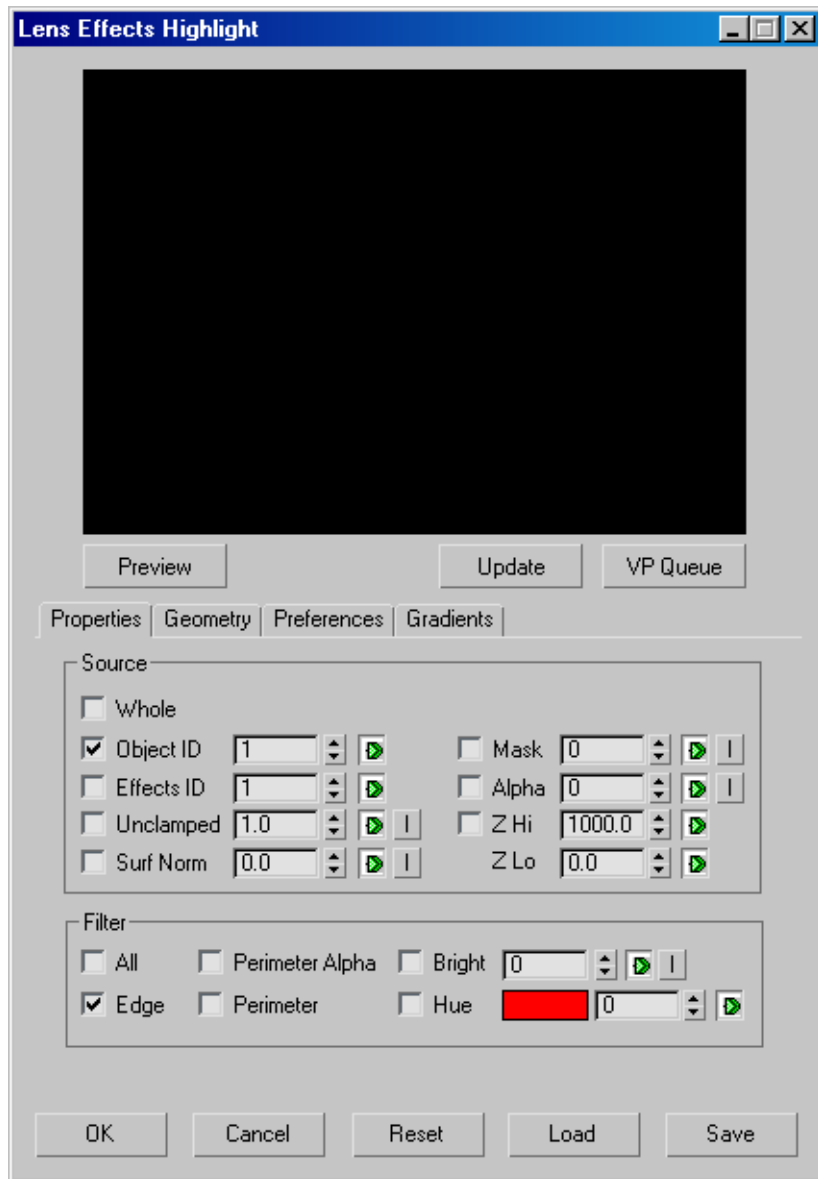 Lens Effects Highlight
Preview Update VP Queue
Properties Geometry Preferences Gradients
Source
Whole
Object ID 1 Mask 0 I
Effects ID 1 Alpha 0 I
Unclamped 1.0 I Z Hi 1000.0
Surf Norm 0.0 I Z Lo 0.0
Filter
All Perimeter Alpha Bright 0 I
Edge Perimeter Hue 0
OK Cancel Reset Load Save